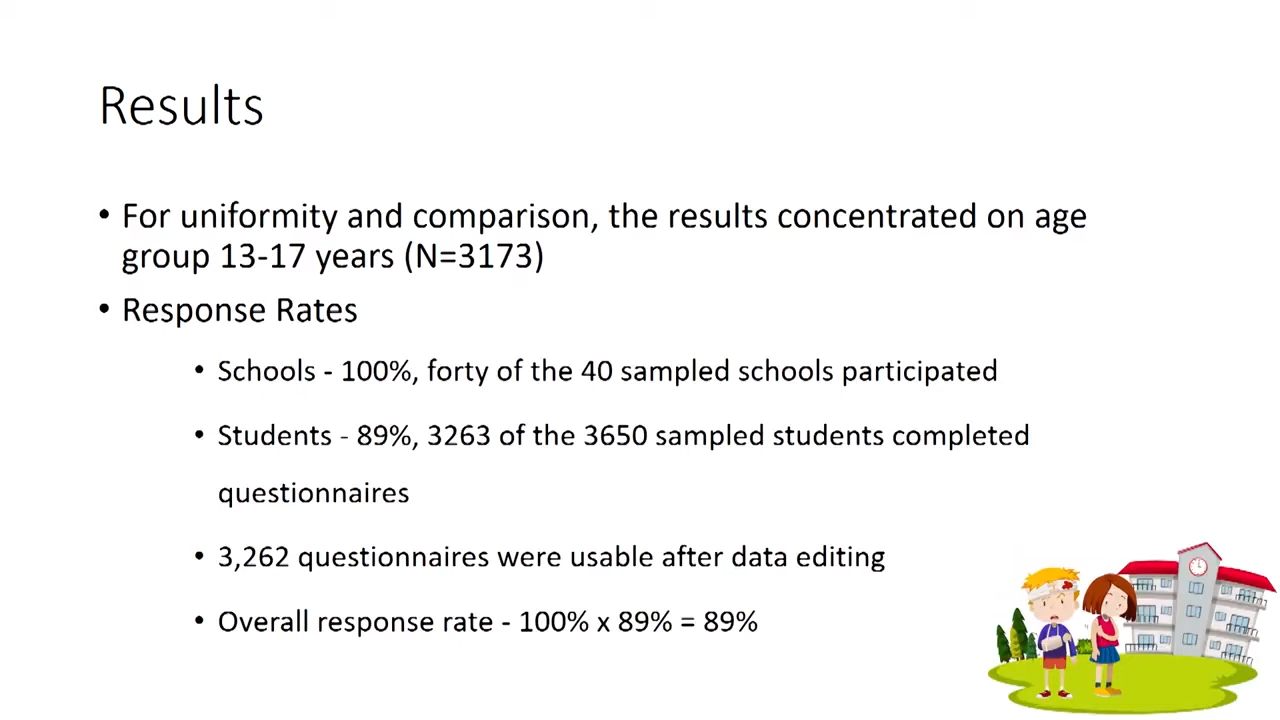 Results
• For uniformity and comparison, the results concentrated on age
group 13-17 years (N=3173)
• Response Rates
• Schools - 100%, forty of the 40 sampled schools participated
• Students - 89%, 3263 of the 3650 sampled students completed
questionnaires
• 3,262 questionnaires were usable after data editing
• Overall response rate - 100% x 89% = 89%